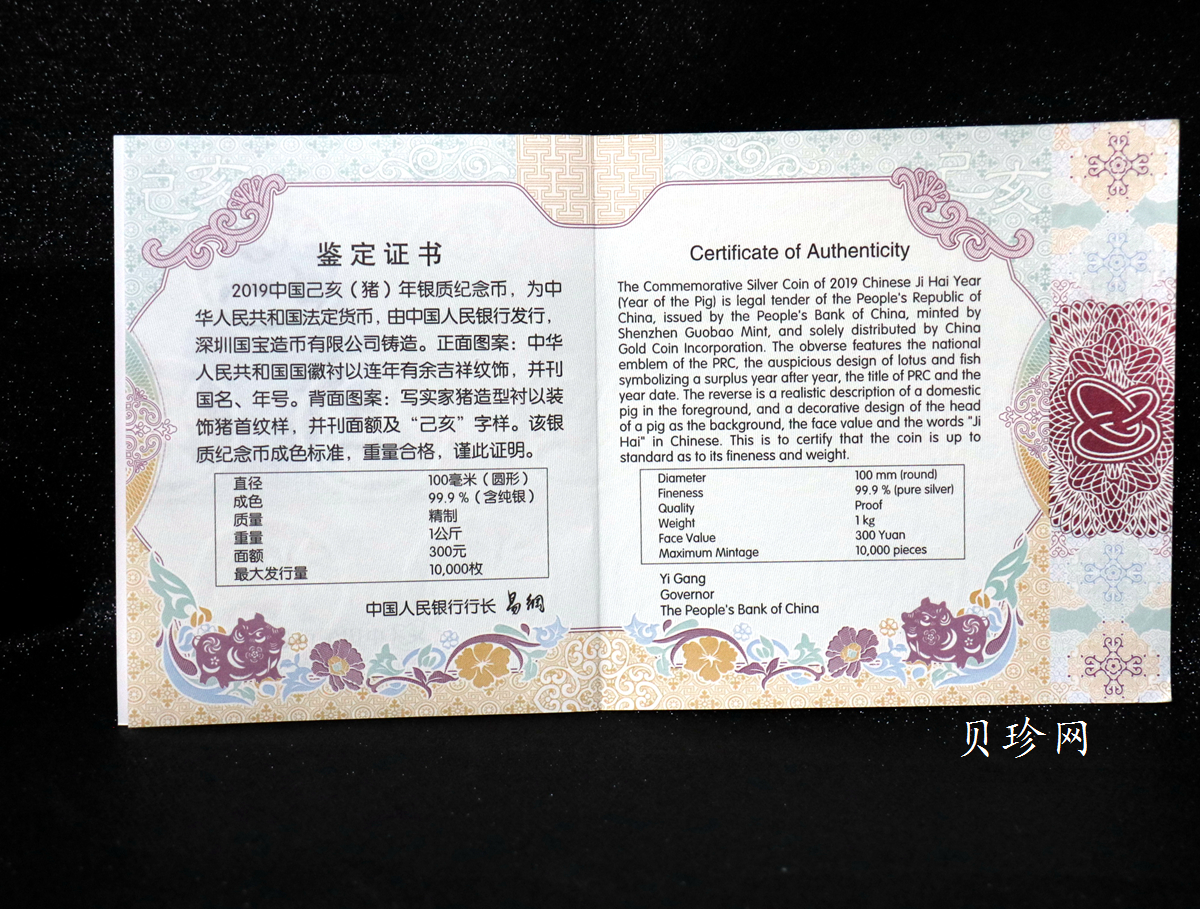 己亥
己亥
鉴定证书
2019中国己亥（猪）年银质纪念币，为中
华人民共和国法定货币，由中国人民银行发行，
深圳国宝造币有限公司铸造。正面图案：中华
人民共和国国徽衬以连年有余吉祥纹饰，并刊
国名、年号。背面图案：写实家猪造型衬以装
饰猪首纹样，并刊面额及“己亥”字样。该银
质纪念币成色标准，重量合格，谨此证明。
直径 100毫米（圆形）
成色 99.9％（含纯银）
质量 精制
重量 1公斤
面额 300元
最大发行量 10,000枚
中国人民银行行长 易纲
Certificate of Authenticity
The Commemorative Silver Coin of 2019 Chinese Ji Hai Year
(Year of the Pig) is legal tender of the People's Republic of
China, issued by the People's Bank of China, minted by
Shenzhen Guobao Mint, and solely distributed by China
Gold Coin Incorporation. The obverse features the national
emblem of the PRC, the auspicious design of lotus and fish
symbolizing a surplus year after year, the title of PRC and the
year date. The reverse is a realistic description of a domestic
pig in the foreground, and a decorative design of the head
of a pig as the background, the face value and the words "Ji
Hai" in Chinese. This is to certify that the coin is up to
standard as to its fineness and weight.
Diameter 100 mm (round)
Fineness 99.9 % (pure silver)
Quality Proof
Weight 1 kg
Face Value 300 Yuan
Maximum Mintage 10,000 pieces
Yi Gang
Governor
The People's Bank of China
贝珍网